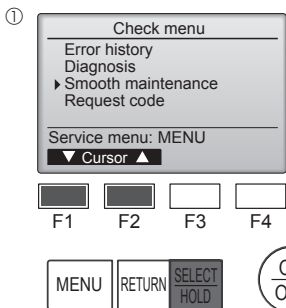 ①
Check menu
Error history
Diagnosis
Smooth maintenance
Request code
Service menu: MENU
▼ Cursor ▲
F1 F2 F3 F4
MENU RETURN SELECT
HOLD